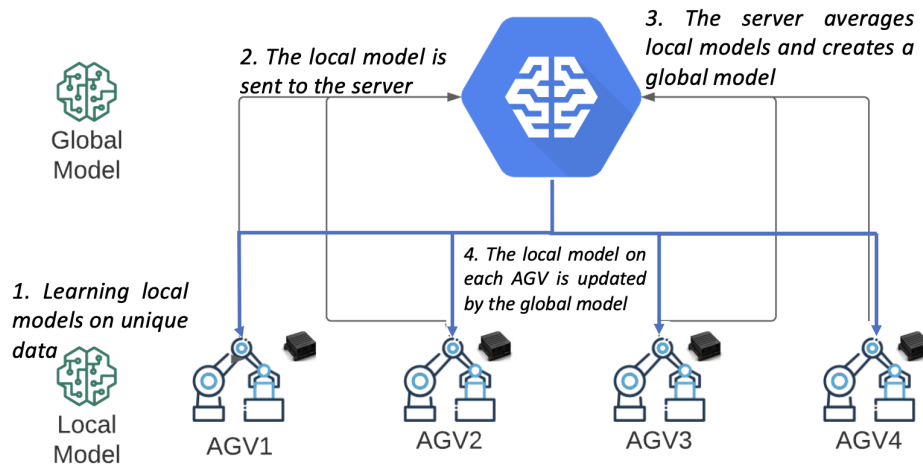 2. The local model is
sent to the server
3. The server averages
local models and creates a
global model
Global
Model
4. The local model on
each AGV is updated
by the global model
1. Learning local
models on unique
data
Local
Model
AGV1
AGV2
AGV3
AGV4